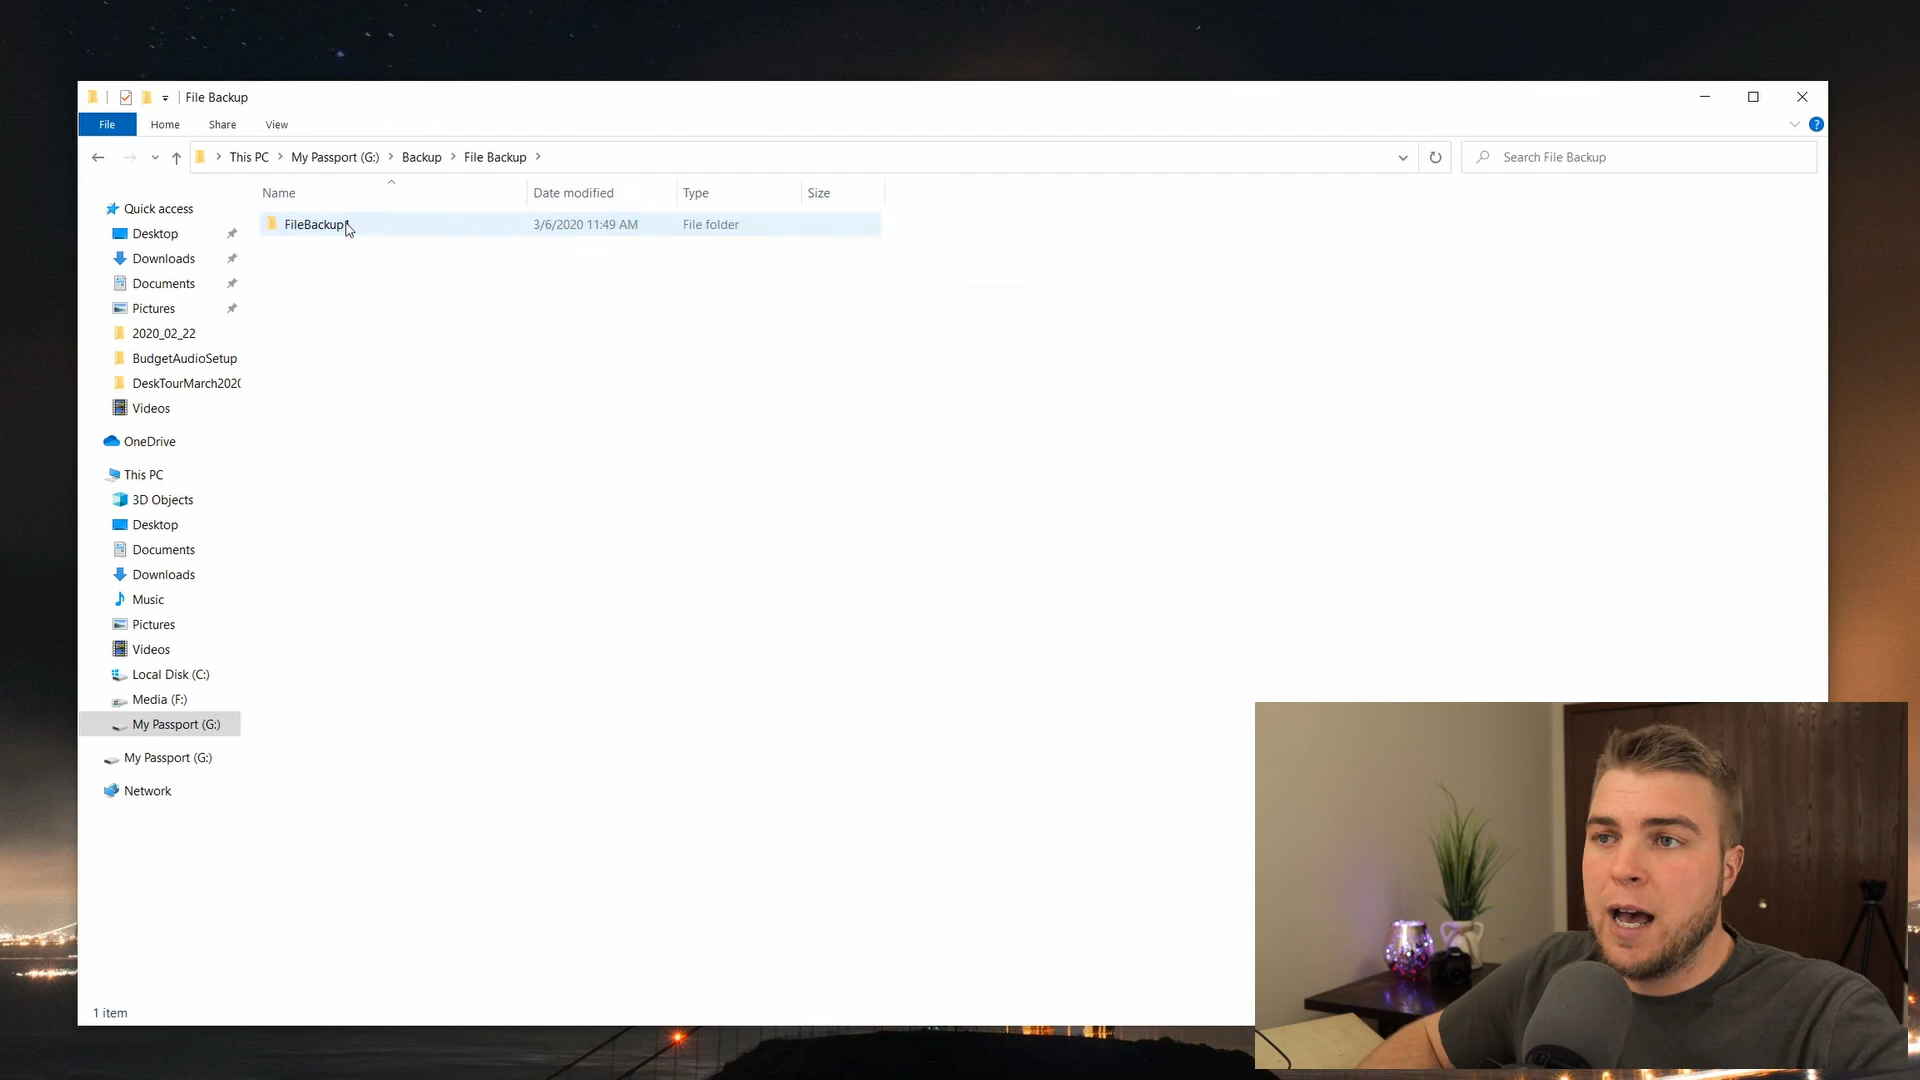 File Backup
File Home Share View
This PC My Passport (G:) Backup File Backup
Search File Backup
Name Date modified Type Size
3/6/2020 11:49 AM File folder
Quick access
Desktop
Downloads
Documents
Pictures
2020_02_22
BudgetAudioSetup
DeskTourMarch2020
Videos
OneDrive
This PC
3D Objects
Desktop
Documents
Downloads
Music
Pictures
Videos
Local Disk (C:)
Media (F:)
My Passport (G:)
My Passport (G:)
Network
1 item